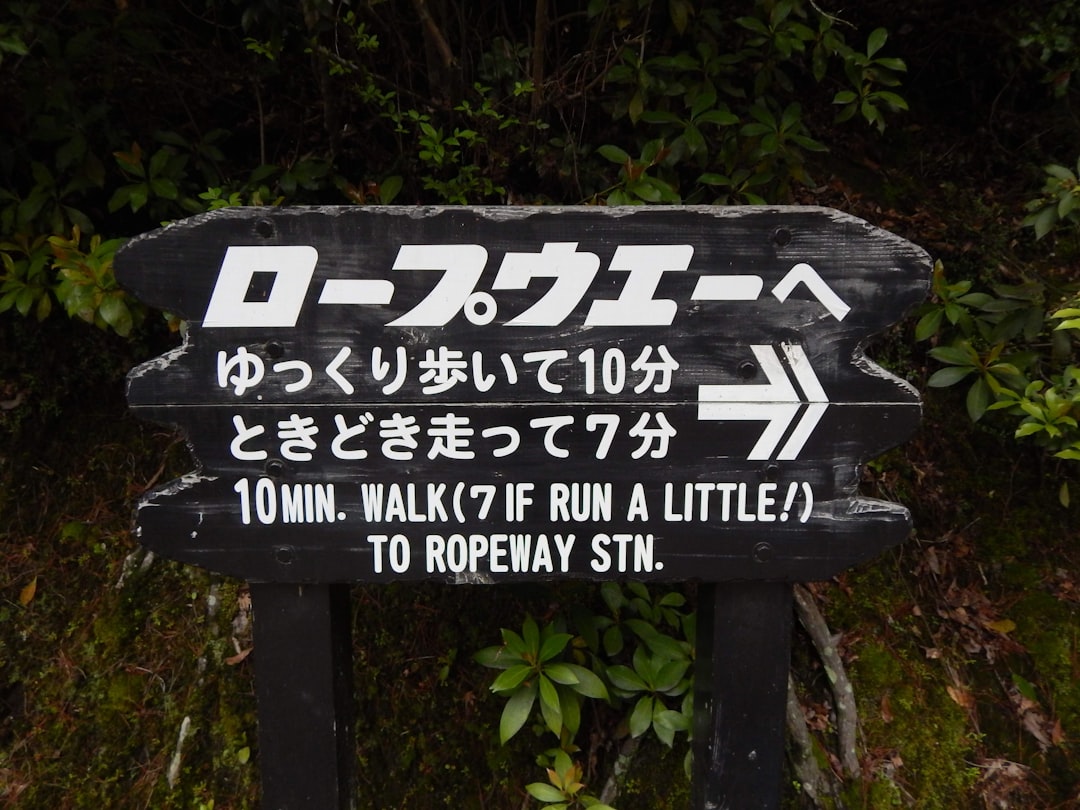 ロープウエーへ
ゆっくり歩いて10分
ときどき走って7分
10MIN. WALK(7 IF RUN A LITTLE!)
TO ROPEWAY STN.